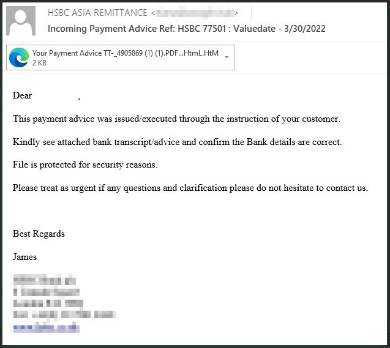 HSBC ASIA REMITTANCE
Incoming Payment Advice Ref: HSBC 77501 : Valuedate - 3/30/2022
Your Payment Advice TT-_4905869 (1) (1).PDF...HtmL.HtM
2 KB
Dear ,
This payment advice was issued/executed through the instruction of your customer.
Kindly see attached bank transcript/advice and confirm the Bank details are correct.
File is protected for security reasons.
Please treat as urgent if any questions and clarification please do not hesitate to contact us.
Best Regards
James